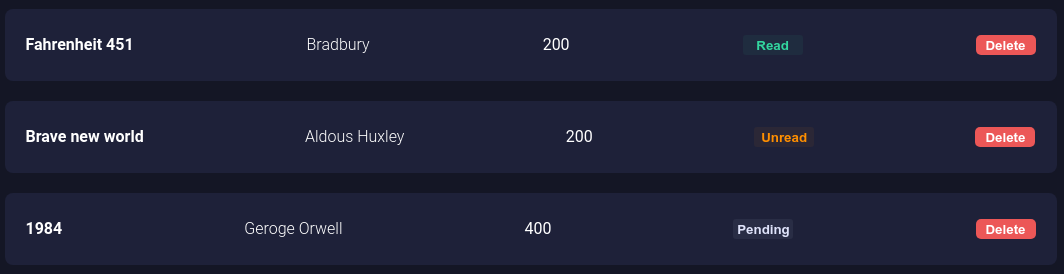 Fahrenheit 451 Bradbury 200 Read Delete
Brave new world Aldous Huxley 200 Unread Delete
1984 Geroge Orwell 400 Pending Delete